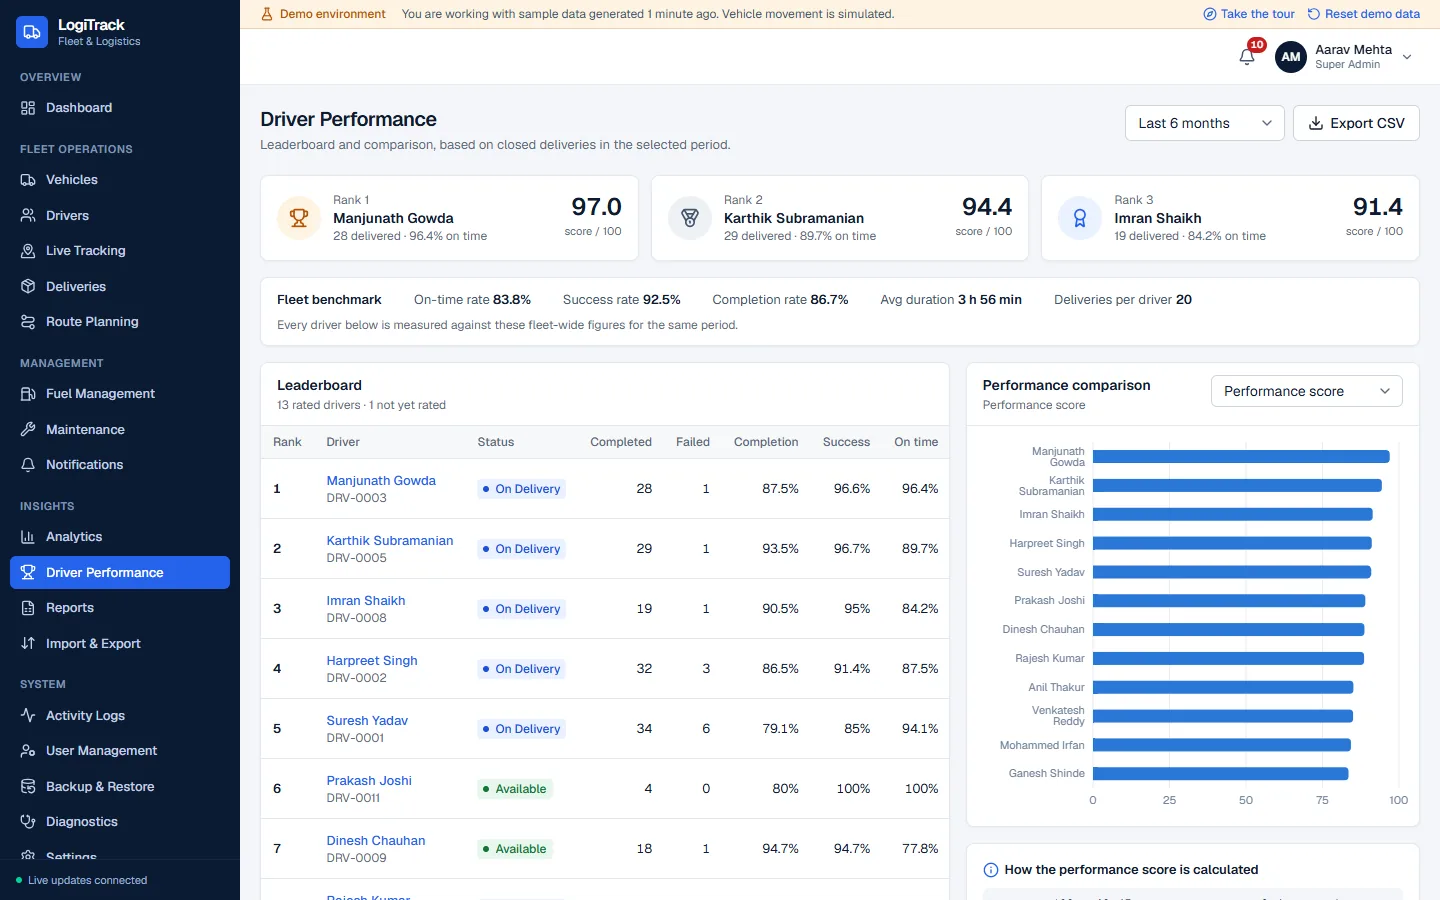 LogiTrack
Fleet & Logistics
OVERVIEW
Dashboard
FLEET OPERATIONS
Vehicles
Drivers
Live Tracking
Deliveries
Route Planning
MANAGEMENT
Fuel Management
Maintenance
Notifications
INSIGHTS
Analytics
Driver Performance
Reports
Import & Export
SYSTEM
Activity Logs
User Management
Backup & Restore
Diagnostics
Settings
Live updates connected
Demo environment You are working with sample data generated 1 minute ago. Vehicle movement is simulated. Take the tour Reset demo data
10
AM
Aarav Mehta
Super Admin
Driver Performance
Leaderboard and comparison, based on closed deliveries in the selected period.
Last 6 months Export CSV
Rank 1
Manjunath Gowda
28 delivered · 96.4% on time
97.0
score / 100
Rank 2
Karthik Subramanian
29 delivered · 89.7% on time
94.4
score / 100
Rank 3
Imran Shaikh
19 delivered · 84.2% on time
91.4
score / 100
Fleet benchmark On-time rate 83.8% Success rate 92.5% Completion rate 86.7% Avg duration 3 h 56 min Deliveries per driver 20
Every driver below is measured against these fleet-wide figures for the same period.
Leaderboard
13 rated drivers · 1 not yet rated
Rank Driver Status Completed Failed Completion Success On time
1 Manjunath Gowda On Delivery 28 1 87.5% 96.6% 96.4%
DRV-0003
2 Karthik Subramanian On Delivery 29 1 93.5% 96.7% 89.7%
DRV-0005
3 Imran Shaikh On Delivery 19 1 90.5% 95% 84.2%
DRV-0008
4 Harpreet Singh On Delivery 32 3 86.5% 91.4% 87.5%
DRV-0002
5 Suresh Yadav On Delivery 34 6 79.1% 85% 94.1%
DRV-0001
6 Prakash Joshi Available 4 0 80% 100% 100%
DRV-0011
7 Dinesh Chauhan Available 18 1 94.7% 94.7% 77.8%
DRV-0009
Rajesh Kumar
Performance comparison
Performance score
Performance score
Manjunath
Gowda
Karthik
Subramanian
Imran Shaikh
Harpreet Singh
Suresh Yadav
Prakash Joshi
Dinesh Chauhan
Rajesh Kumar
Anil Thakur
Venkatesh
Reddy
Mohammed Irfan
Ganesh Shinde
0 25 50 75 100
How the performance score is calculated